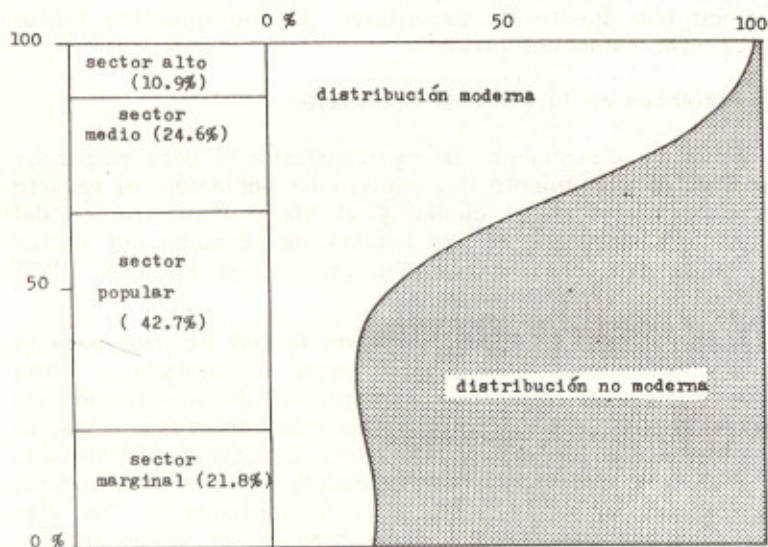 0 %
50
100
100
sector alto
(10.9%)
distribución moderna
sector
medio (24.6%)
sector
50
popular
( 42.7%)
distribución no moderna
sector
marginal (21.8%)
0 %